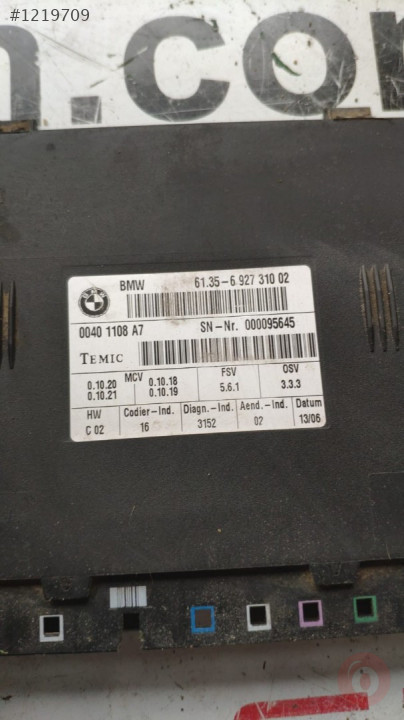 #1219709
n.com
BMW 61.35-6 927 310 02
0040 1108 A7 SN-Nr. 000095645
TEMIC
MCV FSV OSV
0.10.20 0.10.18 5.6.1 3.3.3
0.10.21 0.10.19
HW Codier-Ind. Diagn.-Ind. Aend.-Ind. Datum
C 02 16 3152 02 13/06